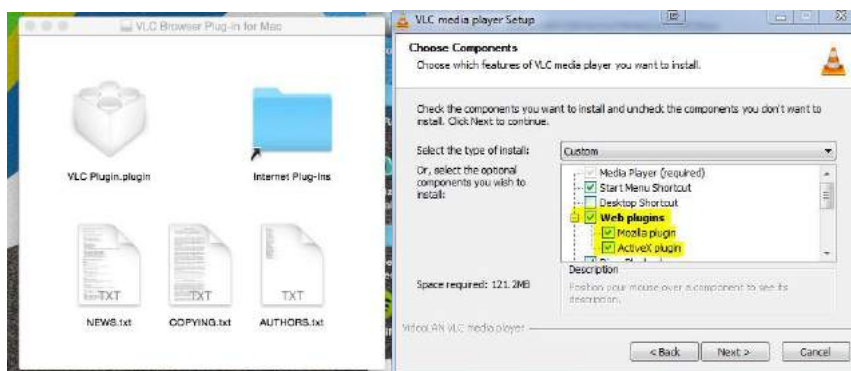 VLC Browser Plug-in for Mac
VLC Plugin.plugin
Internet Plug-Ins
TXT
TXT
TXT
NEWS.txt
COPYING.txt
AUTHORS.txt
VLC media player Setup
Choose Components
Choose which features of VLC media player you want to install.
Check the components you want to install and uncheck the components you don't want to
install. Click Next to continue.
Select the type of install:
Custom
Or, select the optional
components you wish to
install:
Media Player (required)
Start Menu Shortcut
Desktop Shortcut
Web plugins
Mozilla plugin
ActiveX plugin
Space required: 121.2MB
Description
Position your mouse over a component to see its
description.
VideoLAN VLC media player
< Back
Next >
Cancel